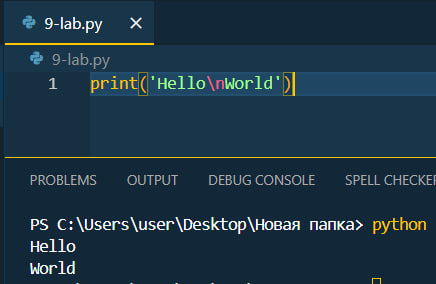 9-lab.py
9-lab.py
1 print('Hello\nWorld')
PROBLEMS OUTPUT DEBUG CONSOLE SPELL CHECKER
PS C:\Users\user\Desktop\Новая папка> python
Hello
World